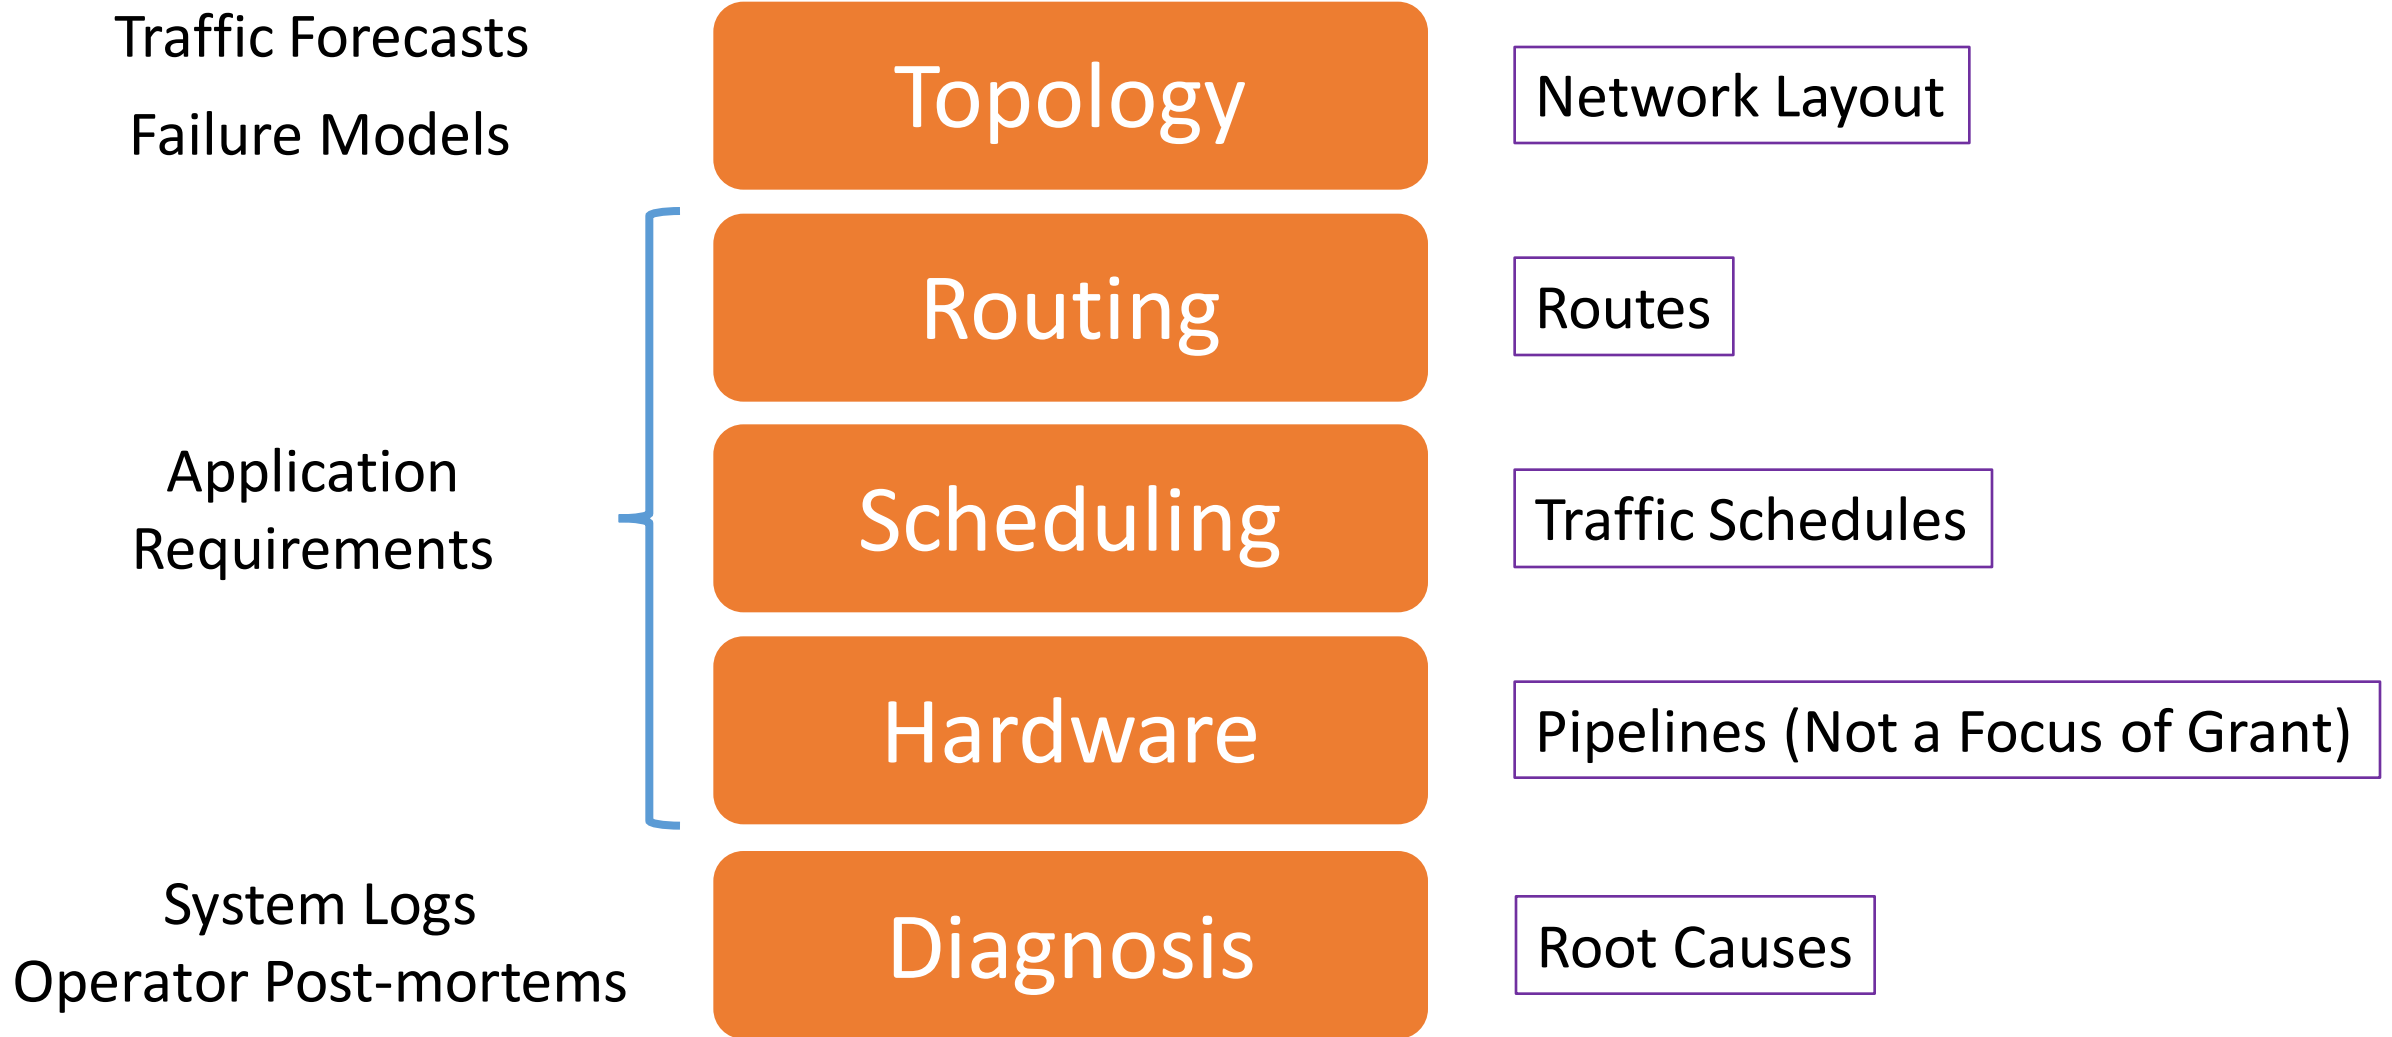 Traffic Forecasts
Failure Models
Topology
Network Layout
Routing
Routes
Application
Requirements
Scheduling
Traffic Schedules
Hardware
Pipelines (Not a Focus of Grant)
System Logs
Operator Post-mortems
Diagnosis
Root Causes